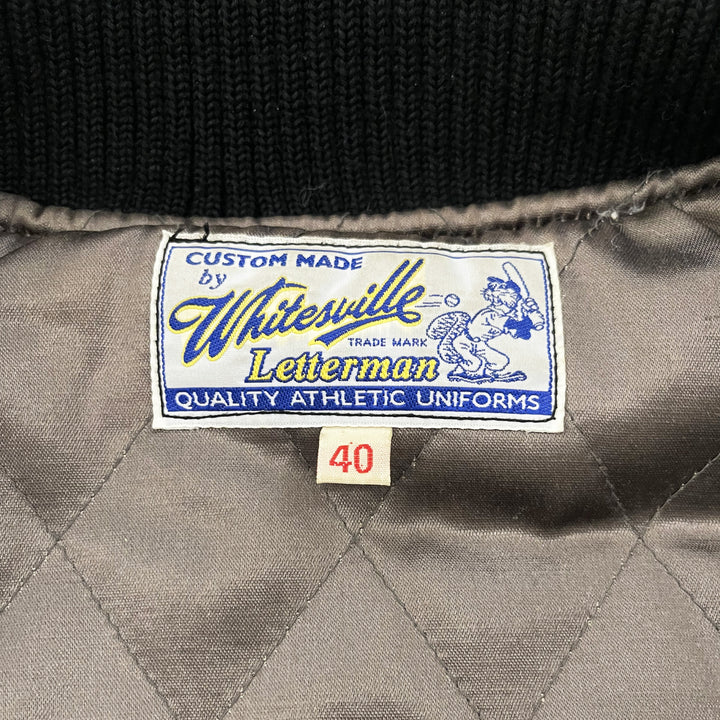 CUSTOM MADE
by
Whitesville
TRADE MARK
Letterman
QUALITY ATHLETIC UNIFORMS
40